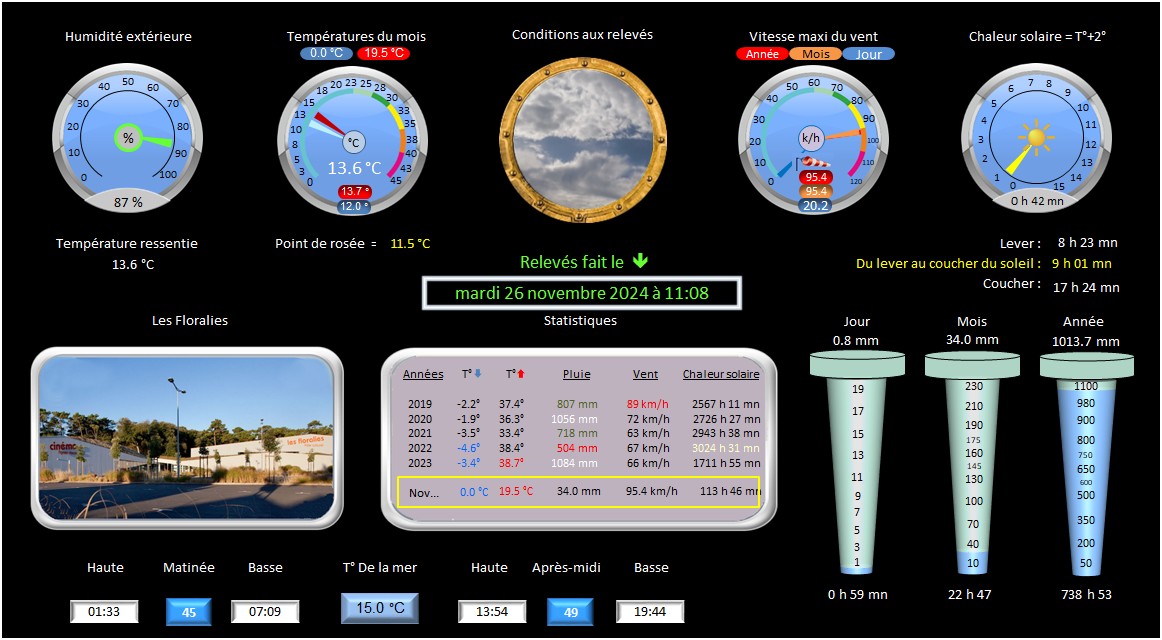 Humidité extérieure
Températures du mois
0.0 °C 19.5 °C
Conditions aux relevés
Vitesse maxi du vent
Année Mois Jour
Chaleur solaire = T°+2°
0 10 20 30 40 50 60 70 80 90 100
%
87 %
0 3 5 8 10 13 15 18 20 23 25 28 30 33 35 38 40 43 45
°C
13.6 °C
13.7 °
12.0 °
0 10 20 30 40 50 60 70 80 90 100 110 120
k/h
95.4
95.4
20.2
0 1 2 3 4 5 6 7 8 9 10 11 12 13 14 15
0 h 42 mn
Température ressentie
13.6 °C
Point de rosée = 11.5 °C
Relevés fait le
mardi 26 novembre 2024 à 11:08
Lever : 8 h 23 mn
Du lever au coucher du soleil : 9 h 01 mn
Coucher : 17 h 24 mn
Les Floralies
cinéma
les floralies
Statistiques
Années T° T° Pluie Vent Chaleur solaire
2019 -2.2° 37.4° 807 mm 89 km/h 2567 h 11 mn
2020 -1.9° 36.3° 1056 mm 72 km/h 2726 h 27 mn
2021 -3.5° 33.4° 718 mm 63 km/h 2943 h 38 mn
2022 -4.6° 38.4° 504 mm 67 km/h 3024 h 31 mn
2023 -3.4° 38.7° 1084 mm 66 km/h 1711 h 55 mn
Nov... 0.0 °C 19.5 °C 34.0 mm 95.4 km/h 113 h 46 mn
Jour
0.8 mm
19
17
15
13
11
9
7
5
3
1
0 h 59 mn
Mois
34.0 mm
230
210
190
175
160
145
130
100
70
40
10
22 h 47
Année
1013.7 mm
1100
980
900
800
750
650
600
500
350
200
50
738 h 53
Haute Matinée Basse
01:33 45 07:09
T° De la mer
15.0 °C
Haute Après-midi Basse
13:54 49 19:44